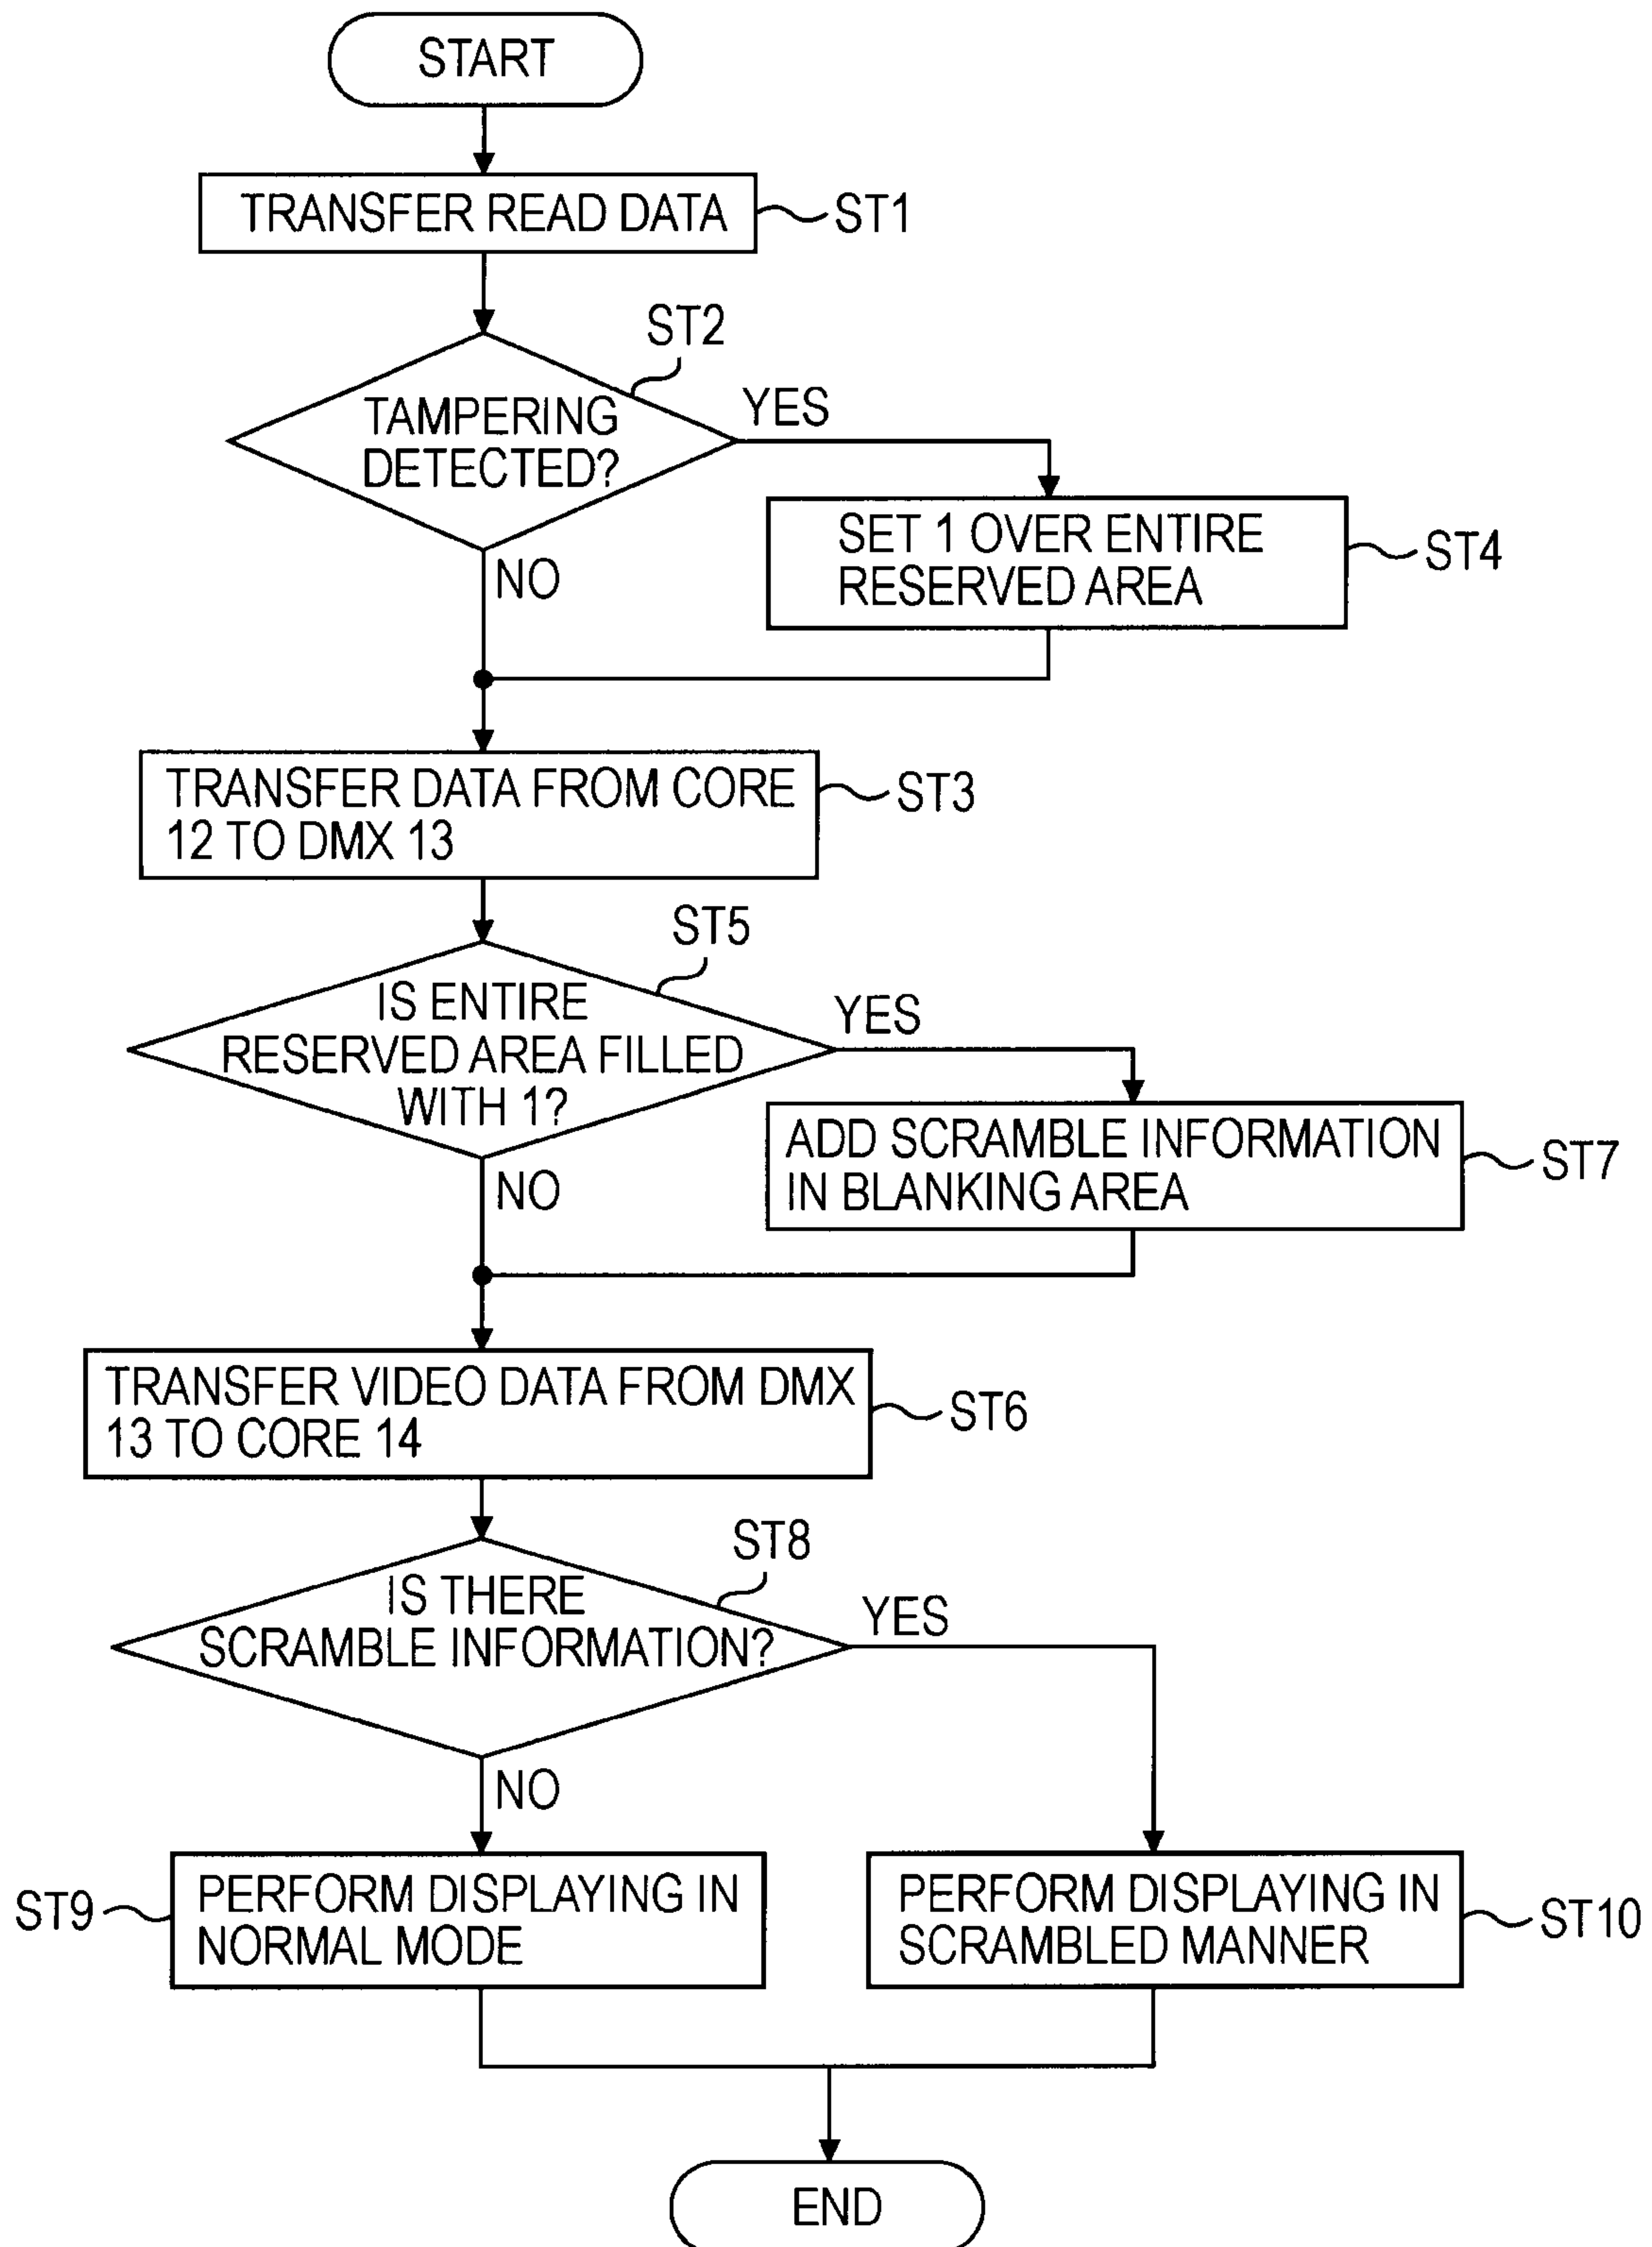 START
TRANSFER READ DATA
ST1
ST2
TAMPERING
DETECTED?
YES
NO
SET 1 OVER ENTIRE
RESERVED AREA
ST4
TRANSFER DATA FROM CORE
12 TO DMX 13
ST3
ST5
IS ENTIRE
RESERVED AREA FILLED
WITH 1?
YES
NO
ADD SCRAMBLE INFORMATION
IN BLANKING AREA
ST7
TRANSFER VIDEO DATA FROM DMX
13 TO CORE 14
ST6
ST8
IS THERE
SCRAMBLE INFORMATION?
YES
NO
ST9
PERFORM DISPLAYING IN
NORMAL MODE
PERFORM DISPLAYING IN
SCRAMBLED MANNER
ST10
END